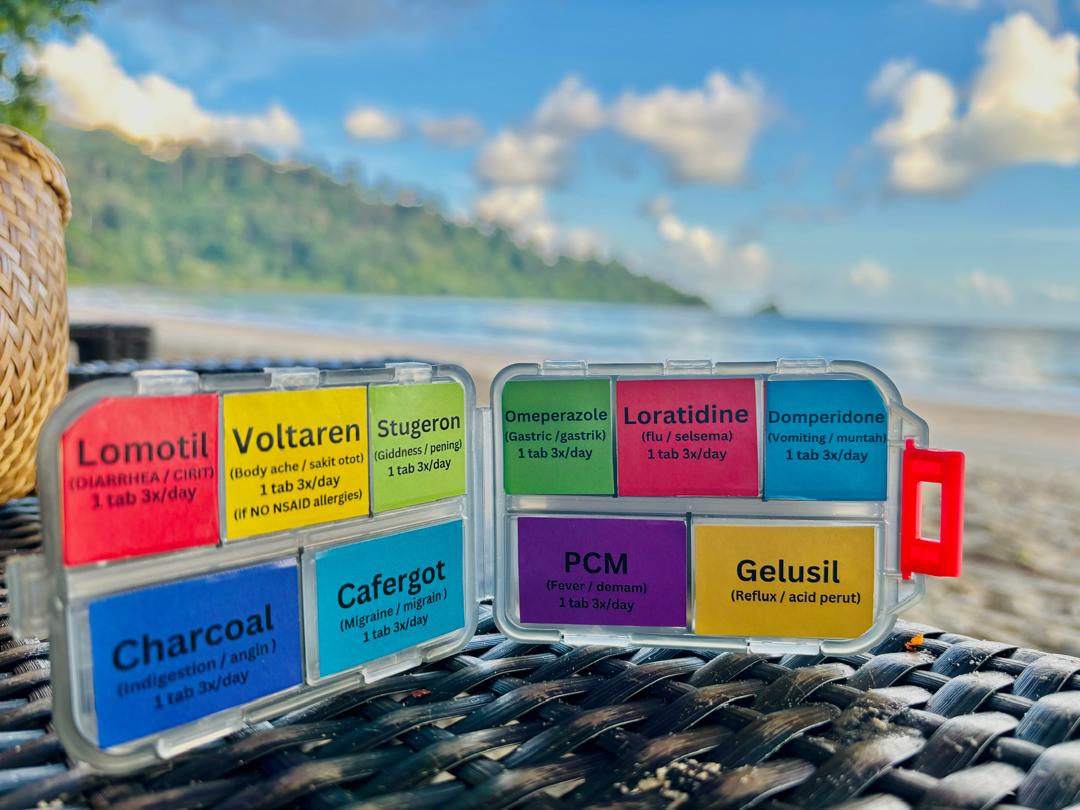 Lomotil
(DIARRHEA / CIRIT)
1 tab 3x/day
Voltaren
(Body ache / sakit otot)
1 tab 3x/day
(if NO NSAID allergies)
Stugeron
(Giddness / pening)
1 tab 3x/day
Charcoal
(Indigestion / angin )
1 tab 3x/day
Cafergot
(Migraine / migrain )
1 tab 3x/day
Omeperazole
(Gastric /gastrik)
1 tab 3x/day
Loratidine
(flu / selsema)
1 tab 3x/day
Domperidone
(Vomiting / muntah)
1 tab 3x/day
PCM
(Fever / demam)
1 tab 3x/day
Gelusil
(Reflux / acid perut)